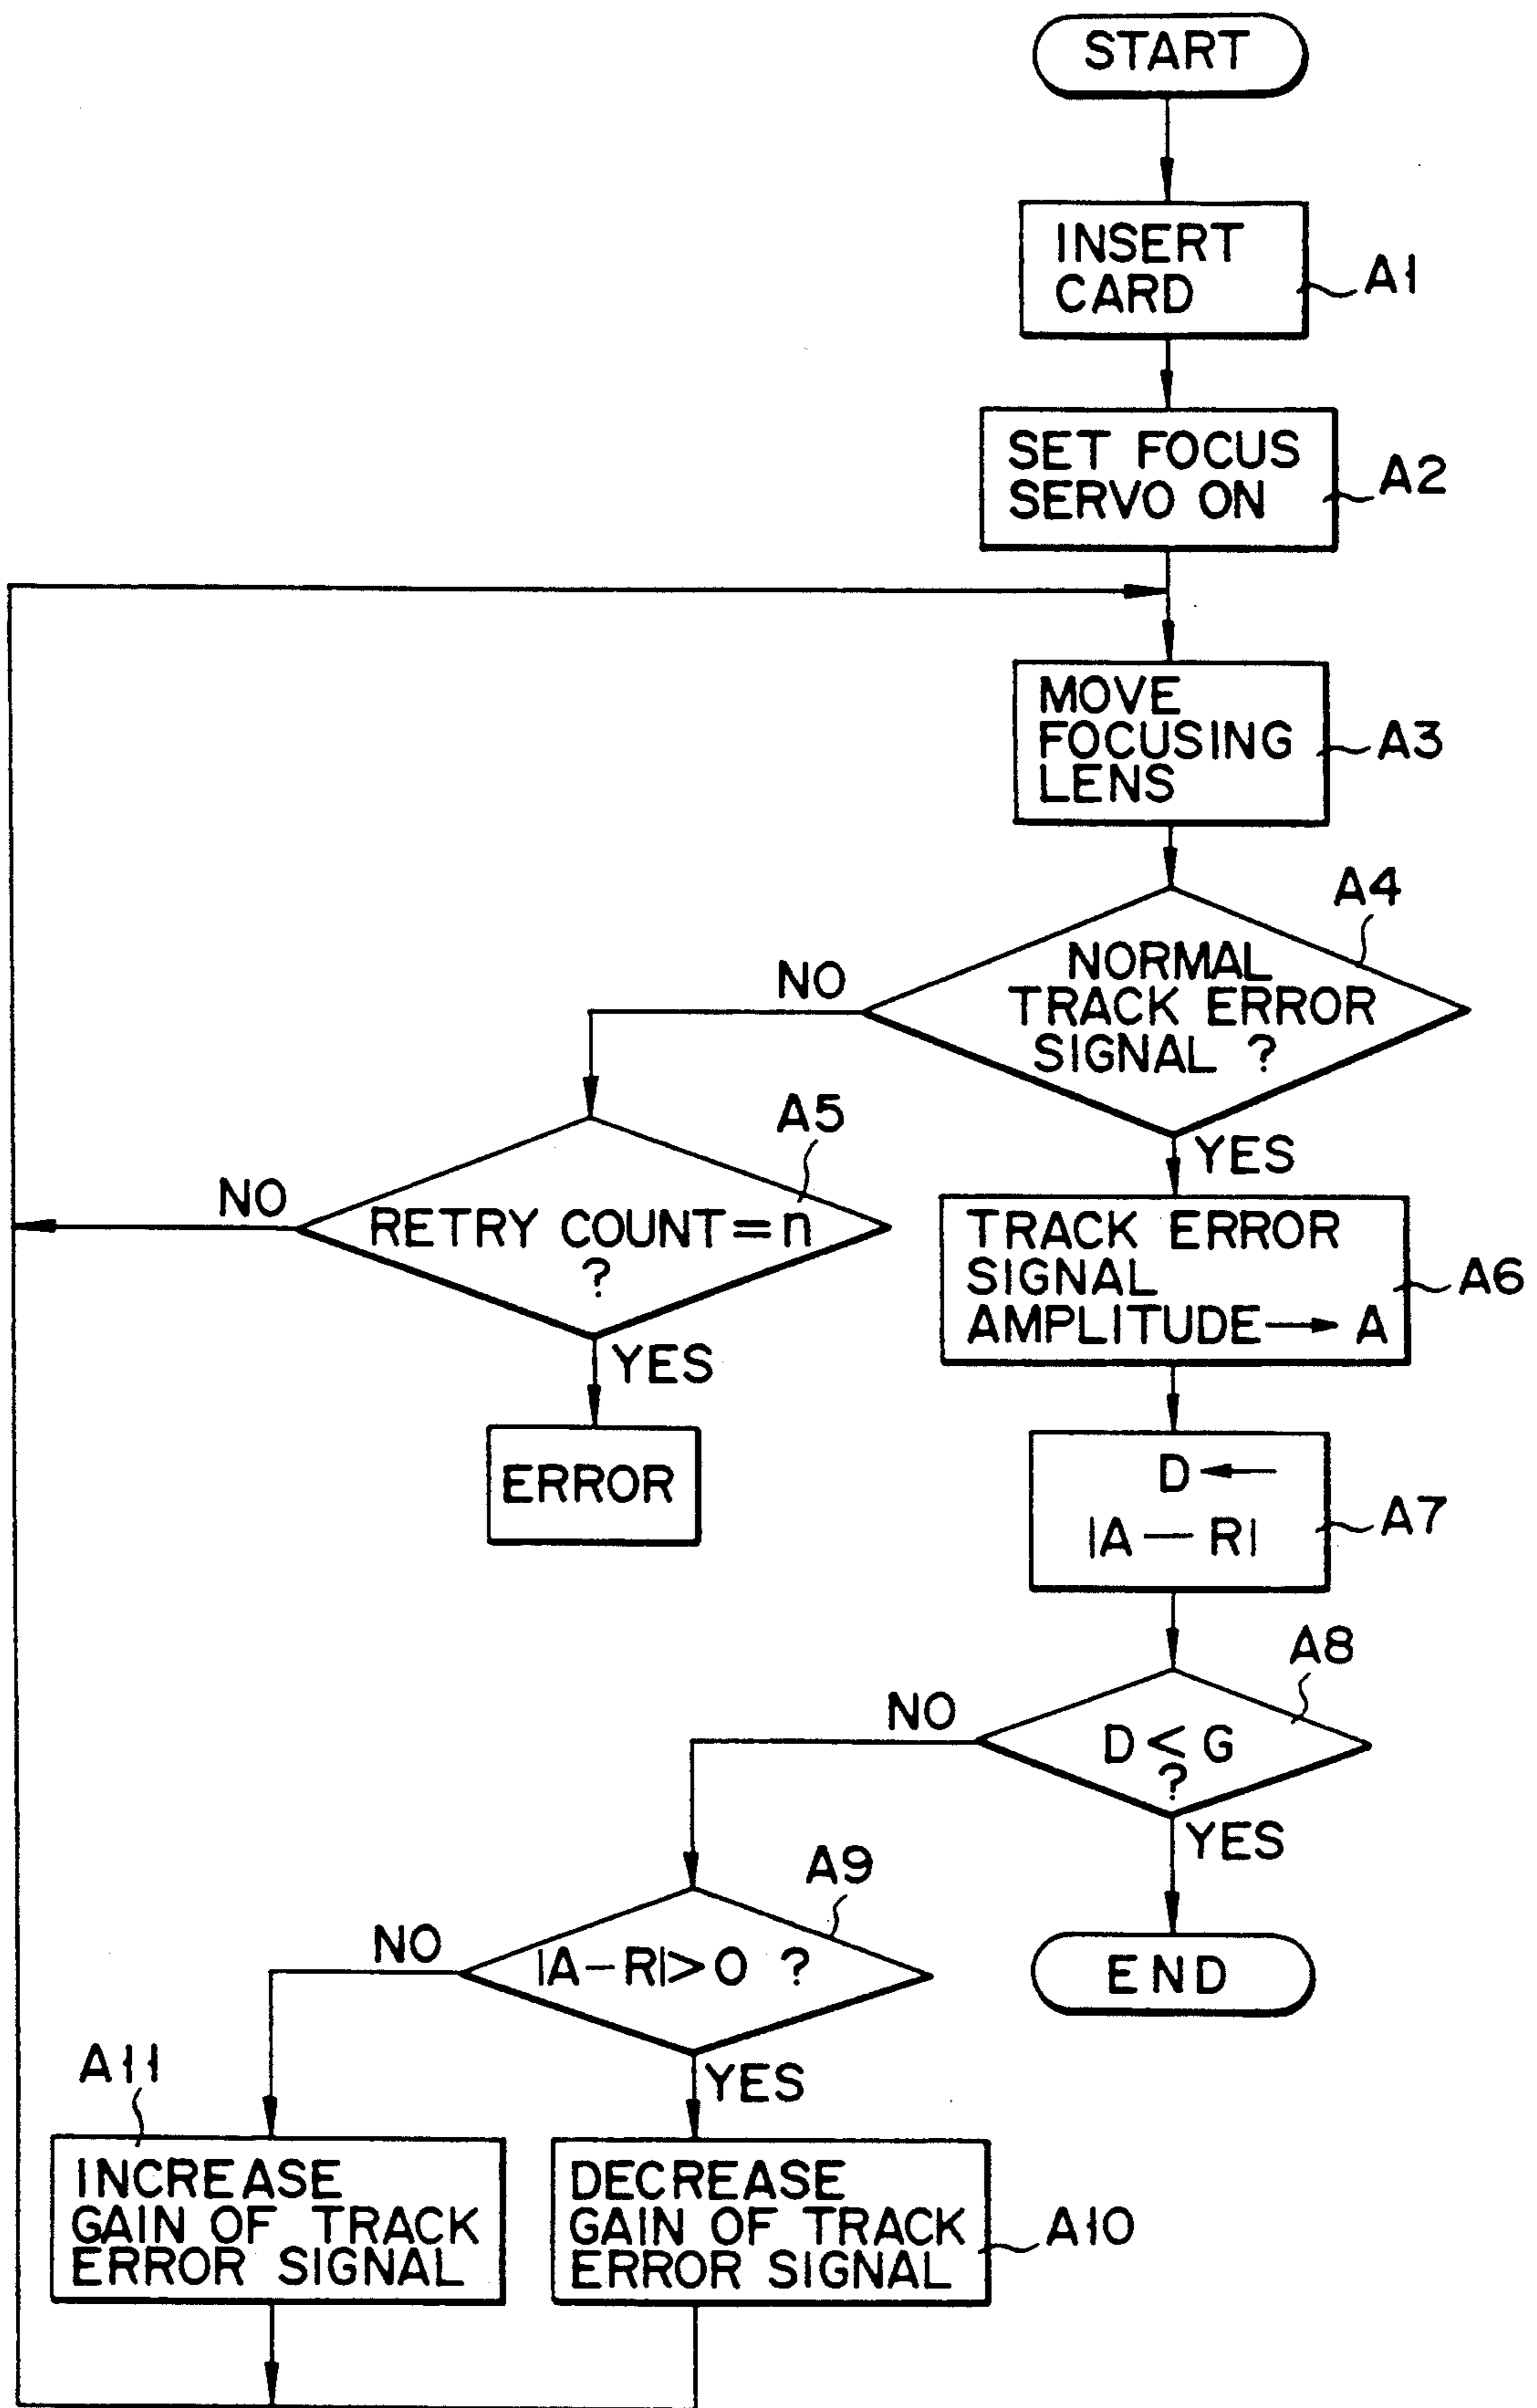 START
INSERT
CARD
A1
SET FOCUS
SERVO ON
A2
MOVE
FOCUSING
LENS
A3
A4
NORMAL
TRACK ERROR
SIGNAL ?
NO
YES
A5
RETRY COUNT = n
?
NO
YES
ERROR
TRACK ERROR
SIGNAL
AMPLITUDE → A
A6
D ←
|A — R|
A7
A8
D < G
?
NO
YES
END
A9
|A – R| > O ?
NO
YES
A11
INCREASE
GAIN OF TRACK
ERROR SIGNAL
DECREASE
GAIN OF TRACK
ERROR SIGNAL
A10